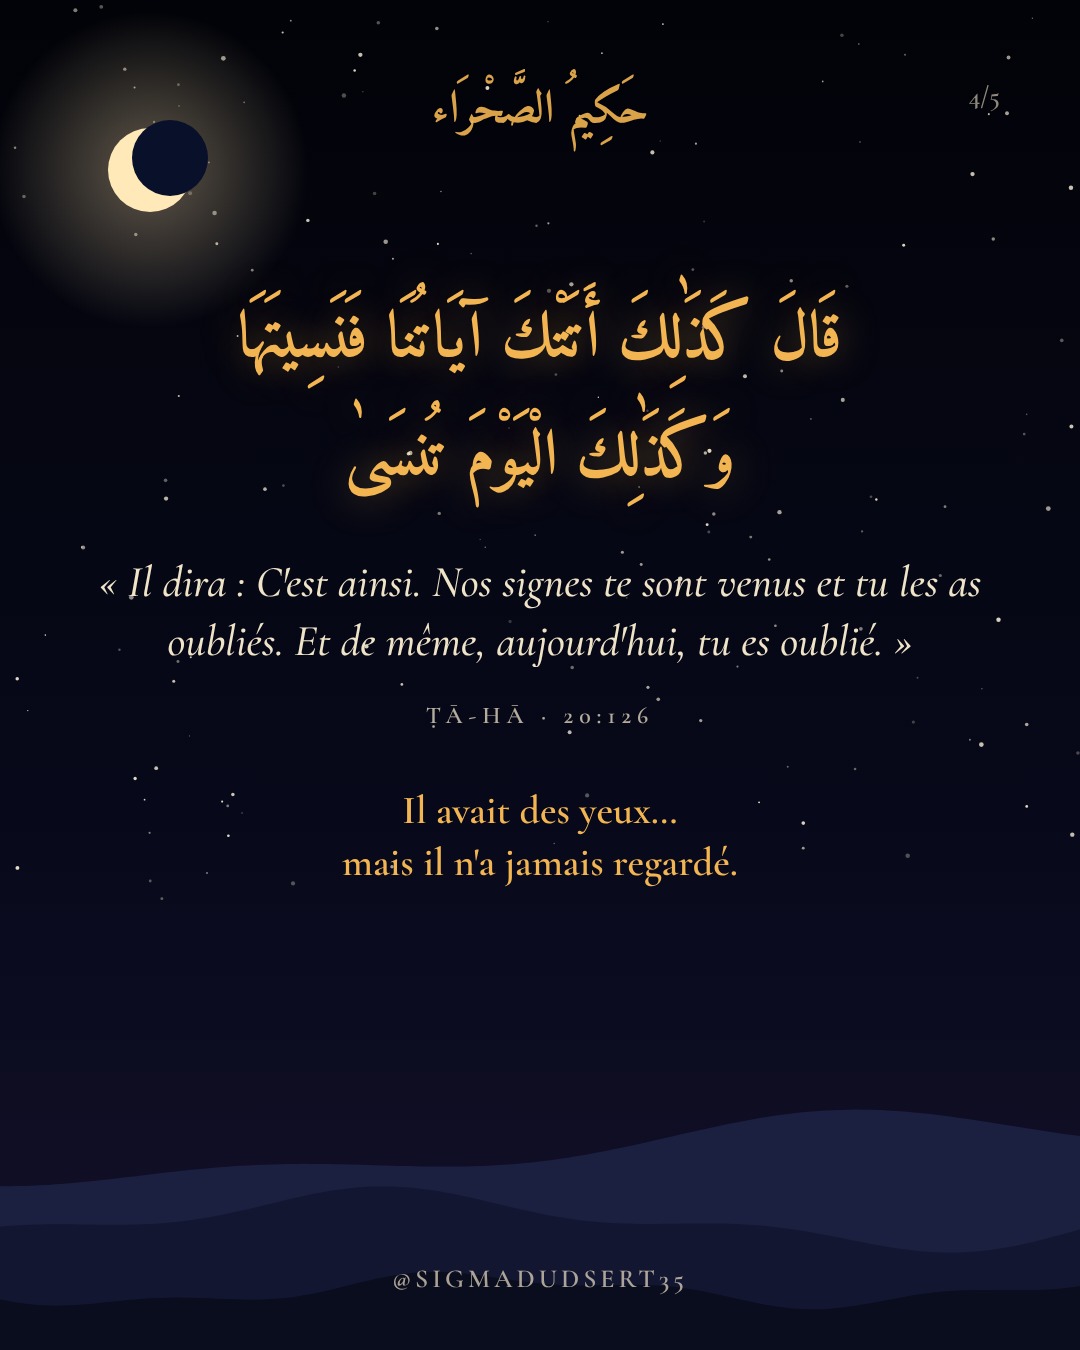 حَكِيمُ الصَّحْرَاء
4/5
قَالَ كَذَٰلِكَ أَتَتْكَ آيَاتُنَا فَنَسِيتَهَا
وَكَذَٰلِكَ الْيَوْمَ تُنسَىٰ
« Il dira : C'est ainsi. Nos signes te sont venus et tu les as
oubliés. Et de même, aujourd'hui, tu es oublié. »
ṬĀ-HĀ · 20:126
Il avait des yeux...
mais il n'a jamais regardé.
@SIGMADUDSERT35